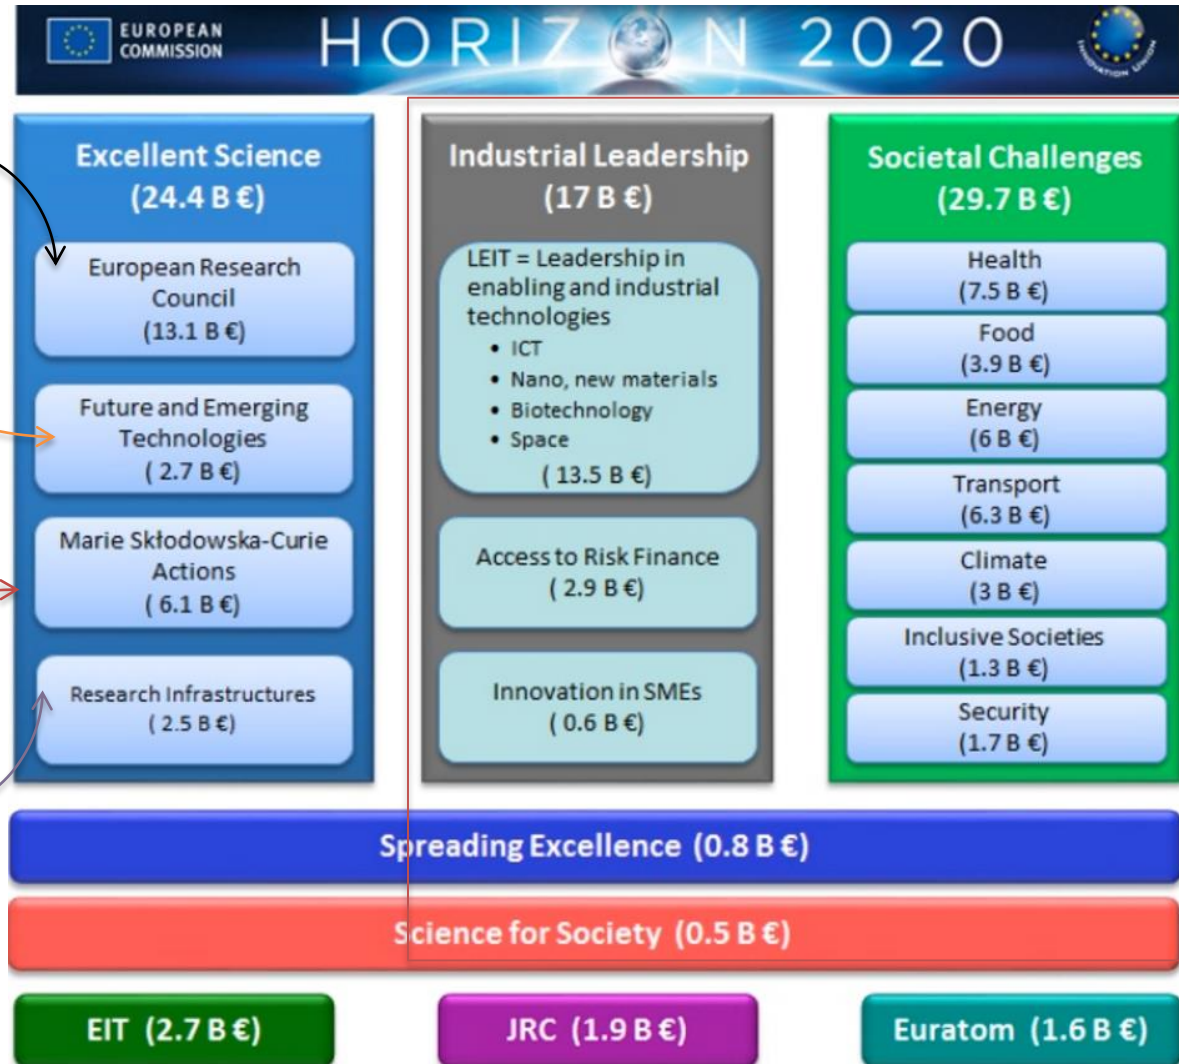 EUROPEAN
COMMISSION
HORIZON 2020
INNOVATION UNION
Excellent Science
(24.4 B €)
European Research
Council
(13.1 B €)
Future and Emerging
Technologies
( 2.7 B €)
Marie Skłodowska-Curie
Actions
( 6.1 B €)
Research Infrastructures
( 2.5 B €)
Industrial Leadership
(17 B €)
LEIT = Leadership in
enabling and industrial
technologies
• ICT
• Nano, new materials
• Biotechnology
• Space
( 13.5 B €)
Access to Risk Finance
( 2.9 B €)
Innovation in SMEs
( 0.6 B €)
Societal Challenges
(29.7 B €)
Health
(7.5 B €)
Food
(3.9 B €)
Energy
(6 B €)
Transport
(6.3 B €)
Climate
(3 B €)
Inclusive Societies
(1.3 B €)
Security
(1.7 B €)
Spreading Excellence (0.8 B €)
Science for Society (0.5 B €)
EIT (2.7 B €)
JRC (1.9 B €)
Euratom (1.6 B €)